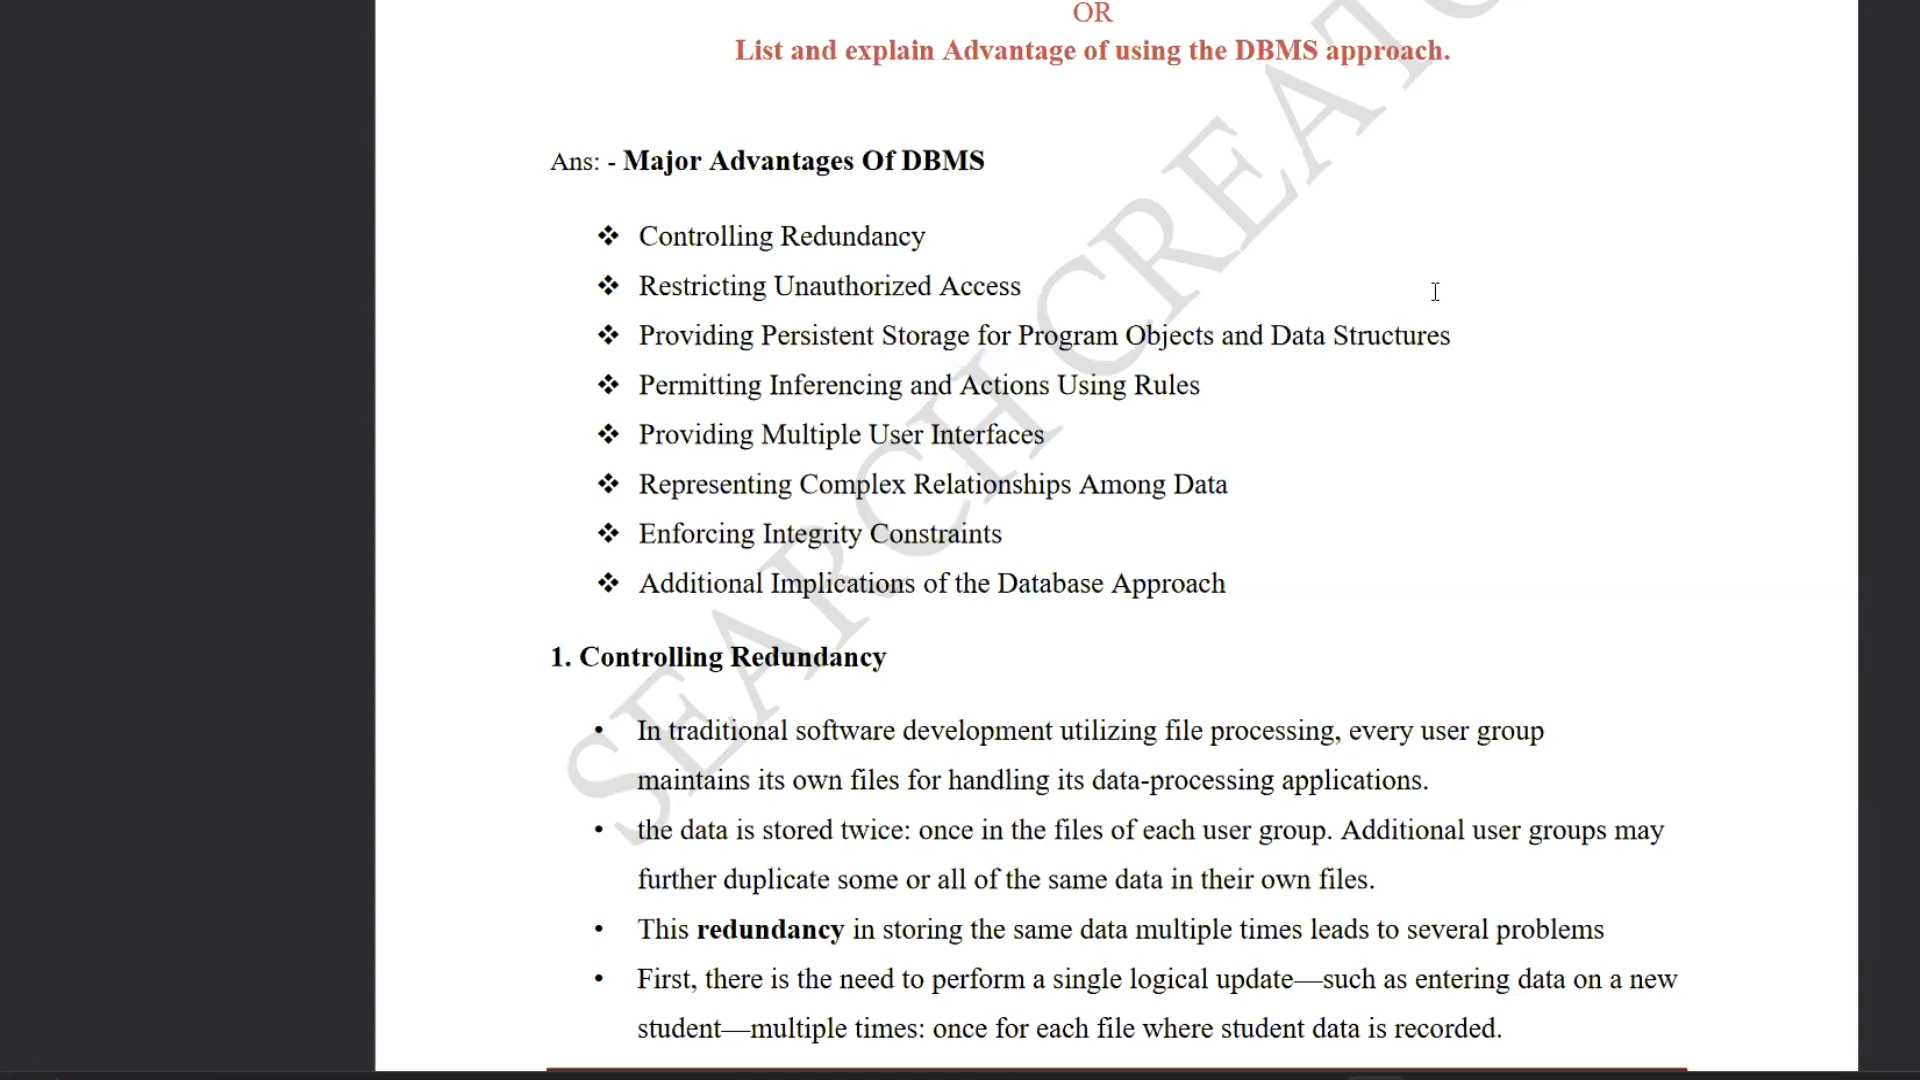 OR
List and explain Advantage of using the DBMS approach.
Ans: - Major Advantages Of DBMS
❖ Controlling Redundancy
❖ Restricting Unauthorized Access
❖ Providing Persistent Storage for Program Objects and Data Structures
❖ Permitting Inferencing and Actions Using Rules
❖ Providing Multiple User Interfaces
❖ Representing Complex Relationships Among Data
❖ Enforcing Integrity Constraints
❖ Additional Implications of the Database Approach
1. Controlling Redundancy
• In traditional software development utilizing file processing, every user group
maintains its own files for handling its data-processing applications.
• the data is stored twice: once in the files of each user group. Additional user groups may
further duplicate some or all of the same data in their own files.
• This redundancy in storing the same data multiple times leads to several problems
• First, there is the need to perform a single logical update—such as entering data on a new
student—multiple times: once for each file where student data is recorded.
SEARCH